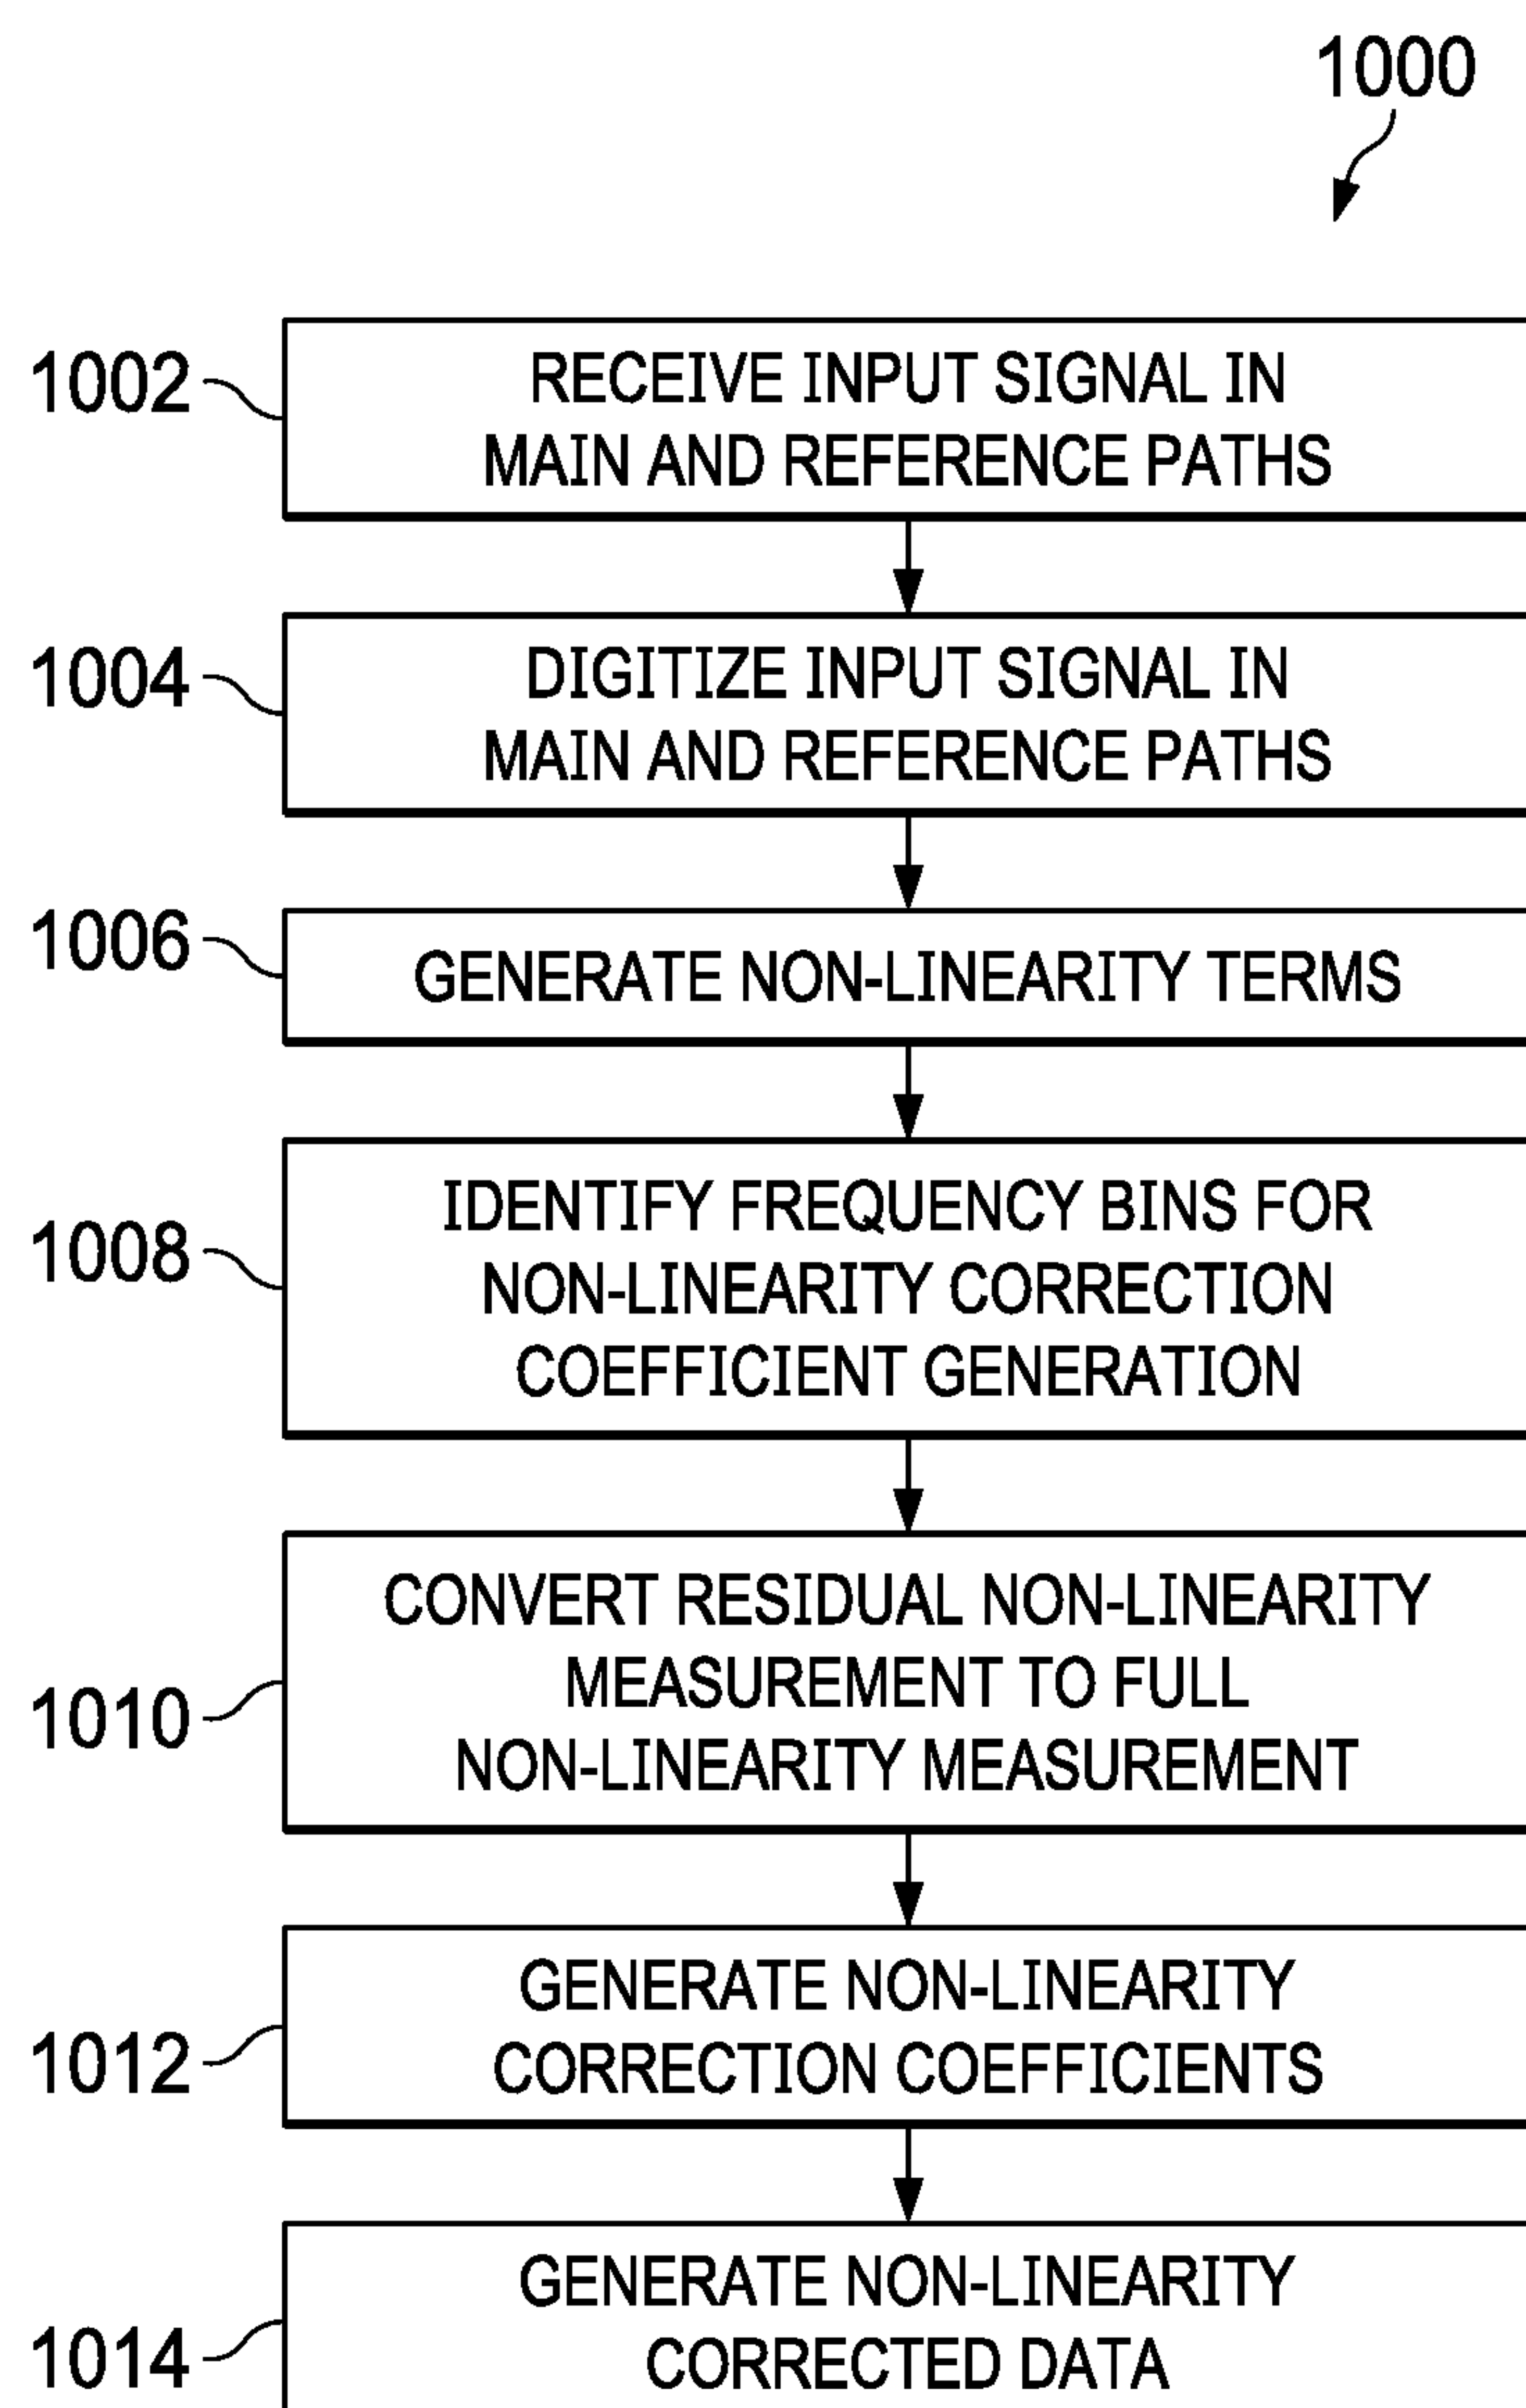 1000
1002
RECEIVE INPUT SIGNAL IN
MAIN AND REFERENCE PATHS
1004
DIGITIZE INPUT SIGNAL IN
MAIN AND REFERENCE PATHS
1006
GENERATE NON-LINEARITY TERMS
1008
IDENTIFY FREQUENCY BINS FOR
NON-LINEARITY CORRECTION
COEFFICIENT GENERATION
1010
CONVERT RESIDUAL NON-LINEARITY
MEASUREMENT TO FULL
NON-LINEARITY MEASUREMENT
1012
GENERATE NON-LINEARITY
CORRECTION COEFFICIENTS
1014
GENERATE NON-LINEARITY
CORRECTED DATA